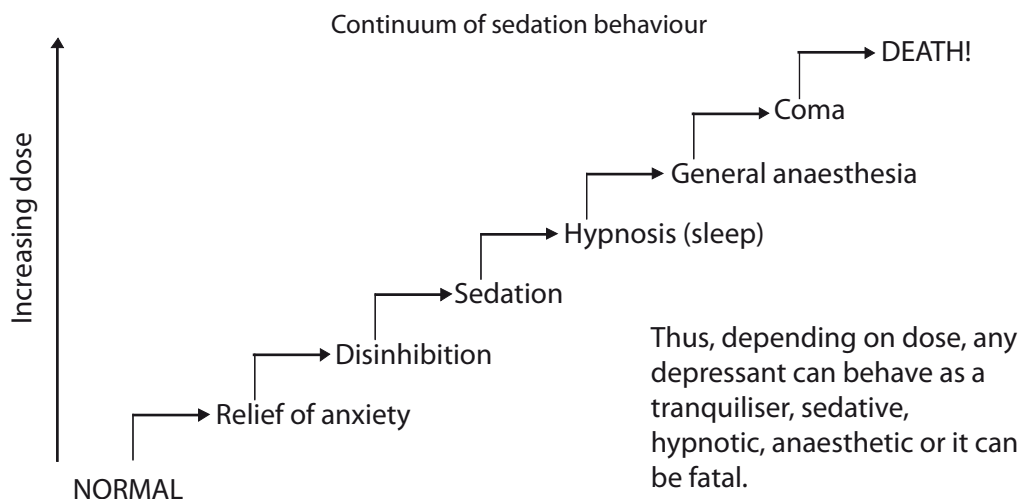 Continuum of sedation behaviour
DEATH!
Coma
General anaesthesia
Hypnosis (sleep)
Sedation
Disinhibition
Relief of anxiety
NORMAL
Increasing dose
Thus, depending on dose, any
depressant can behave as a
tranquiliser, sedative,
hypnotic, anaesthetic or it can
be fatal.